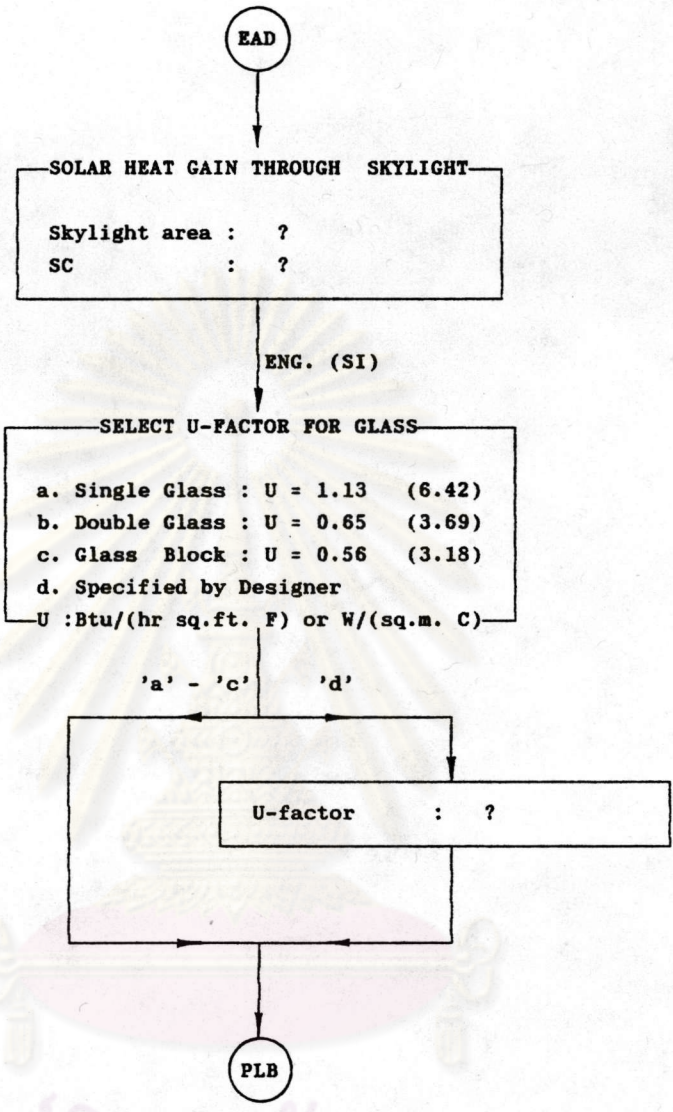 EAD
SOLAR HEAT GAIN THROUGH SKYLIGHT
Skylight area : ?
SC : ?
ENG. (SI)
SELECT U-FACTOR FOR GLASS
a. Single Glass : U = 1.13 (6.42)
b. Double Glass : U = 0.65 (3.69)
c. Glass Block : U = 0.56 (3.18)
d. Specified by Designer
U :Btu/(hr sq.ft. F) or W/(sq.m. C)
'a' - 'c' 'd'
U-factor : ?
PLB